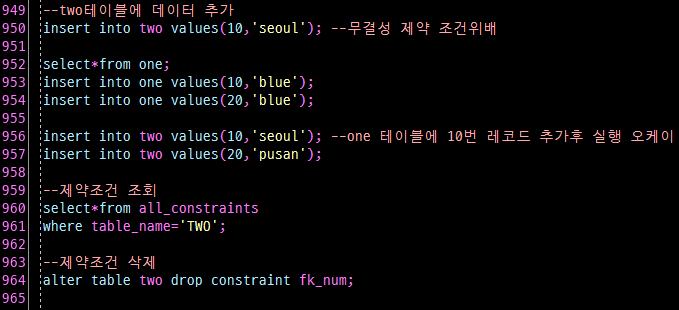 949 --two테이블에 데이터 추가
950 insert into two values(10,'seoul'); --무결성 제약 조건위배
951
952 select*from one;
953 insert into one values(10,'blue');
954 insert into one values(20,'blue');
955
956 insert into two values(10,'seoul'); --one 테이블에 10번 레코드 추가후 실행 오케이
957 insert into two values(20,'pusan');
958
959 --제약조건 조회
960 select*from all_constraints
961 where table_name='TWO';
962
963 --제약조건 삭제
964 alter table two drop constraint fk_num;
965